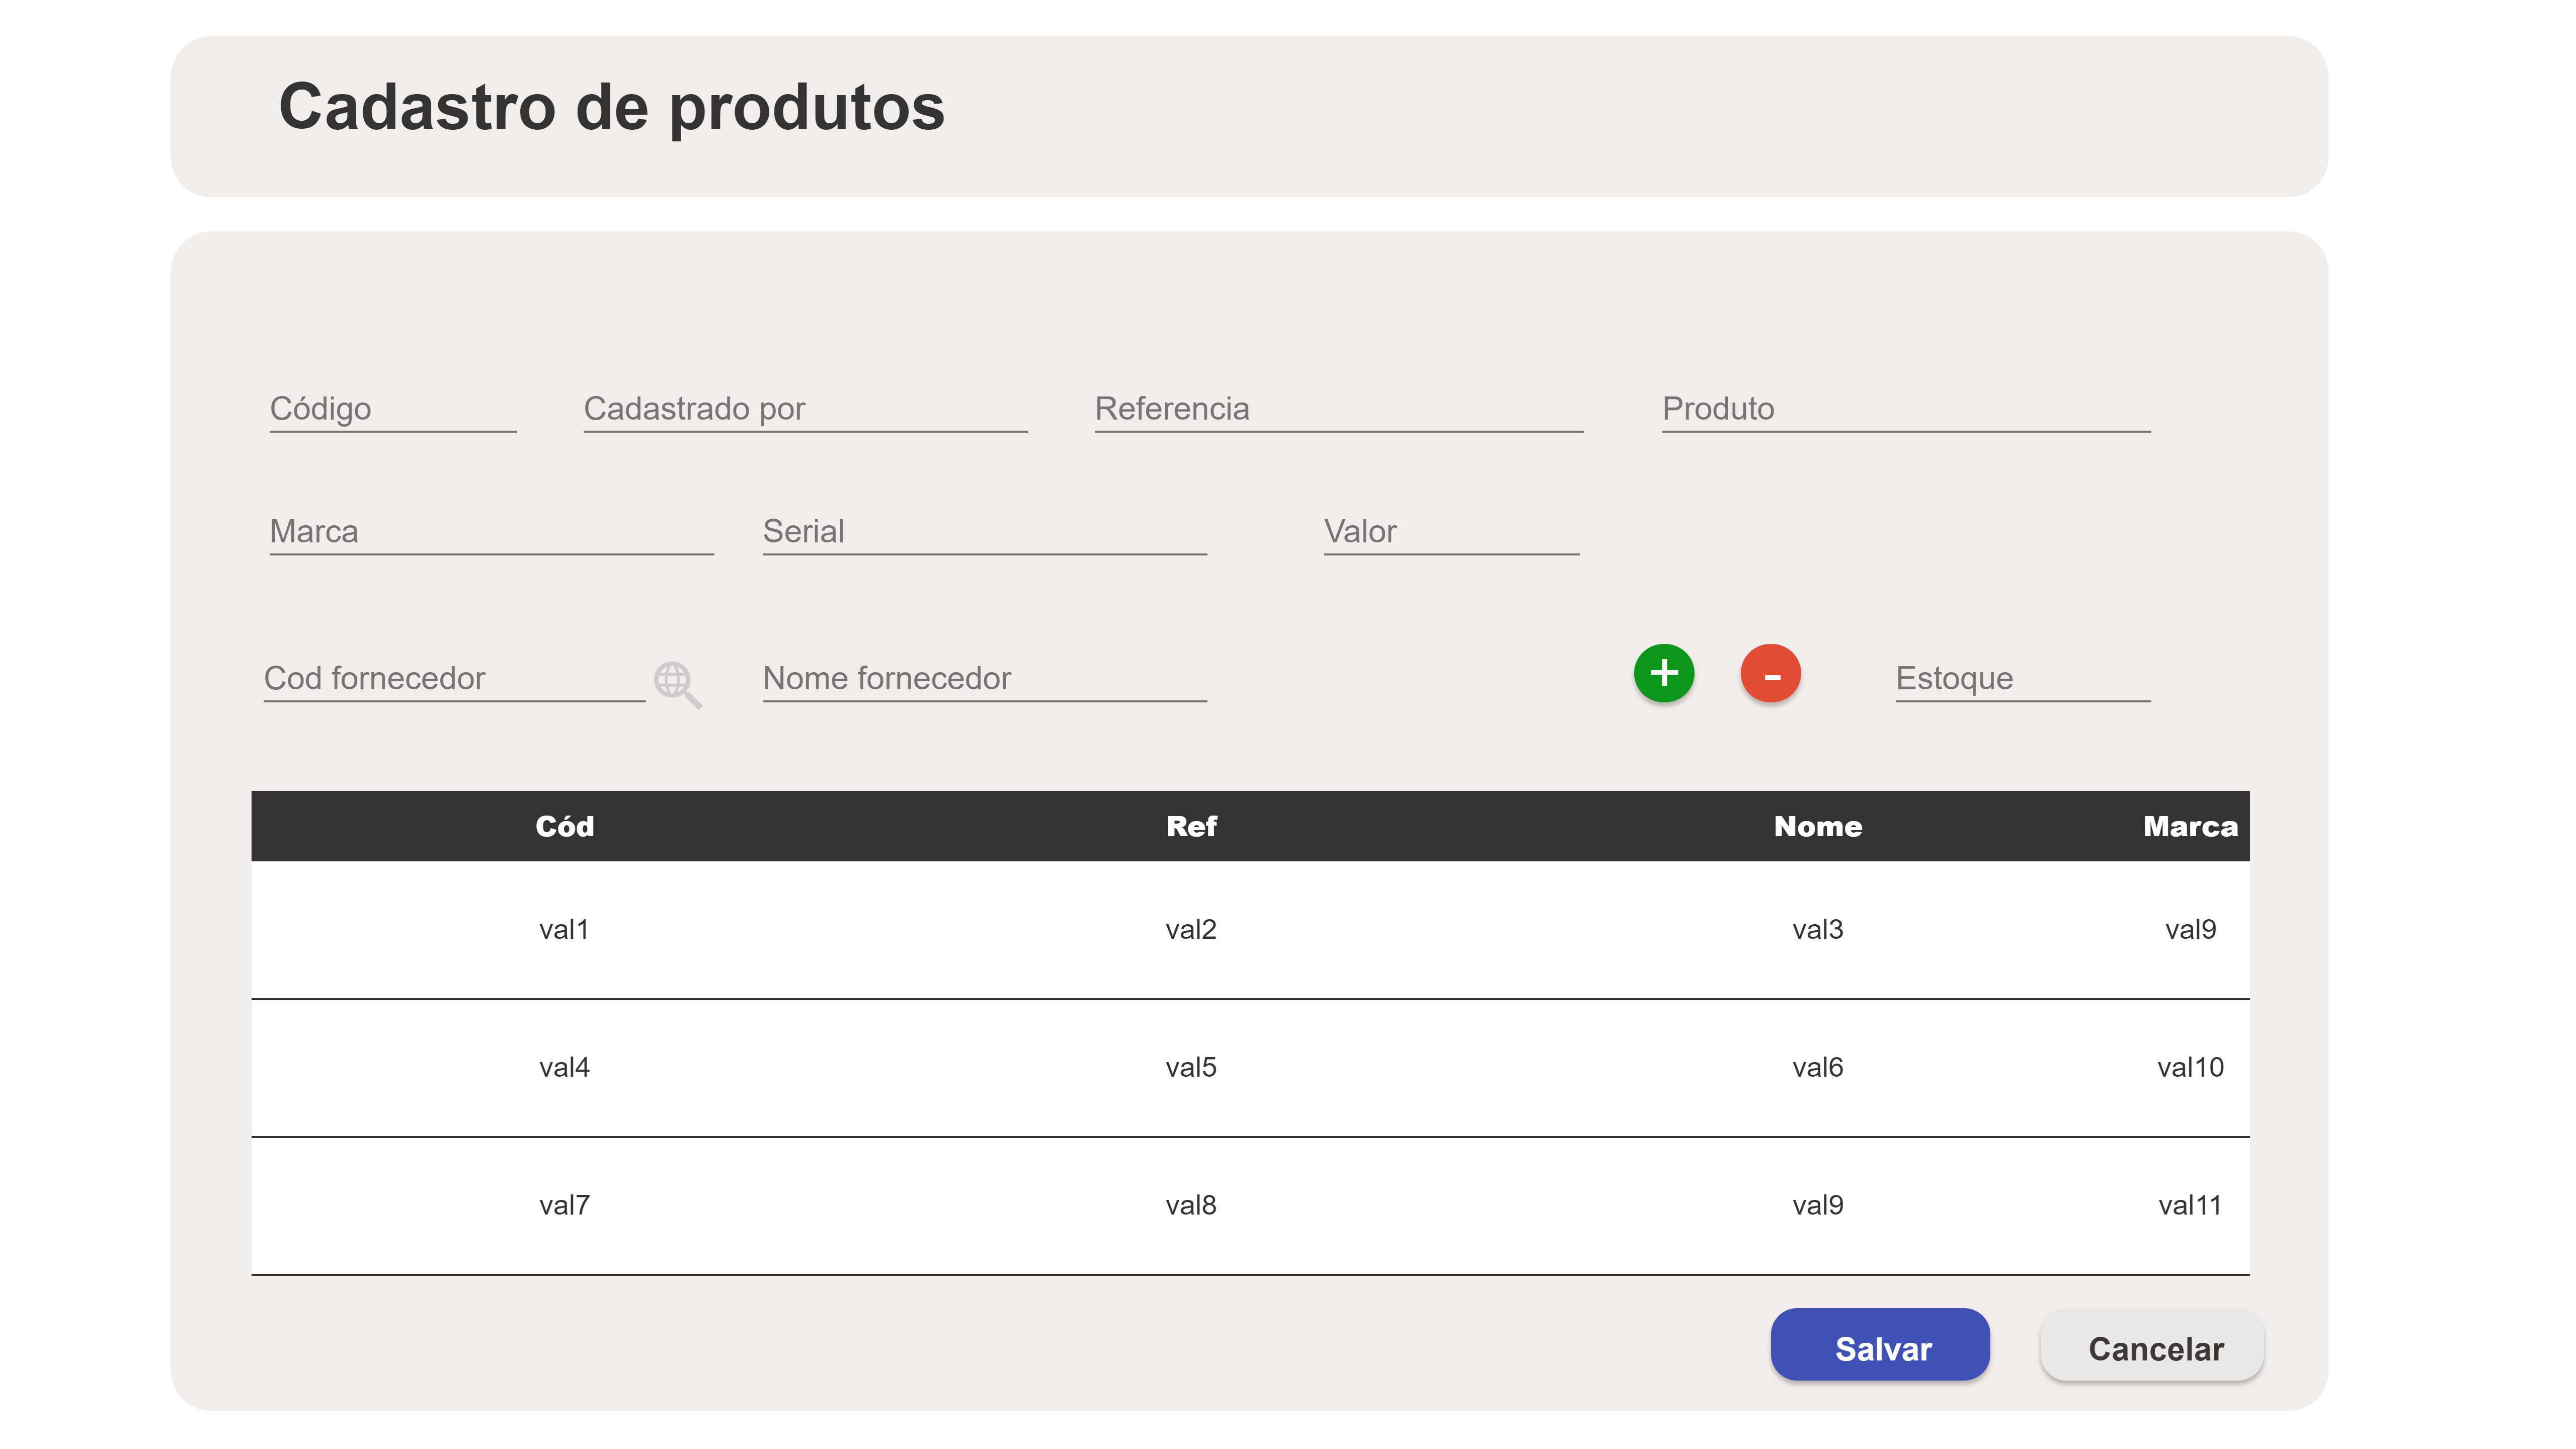 Cadastro de produtos
Código Cadastrado por Referencia Produto
Marca Serial Valor
Cod fornecedor Nome fornecedor + - Estoque
Cód Ref Nome Marca
val1 val2 val3 val9
val4 val5 val6 val10
val7 val8 val9 val11
Salvar Cancelar